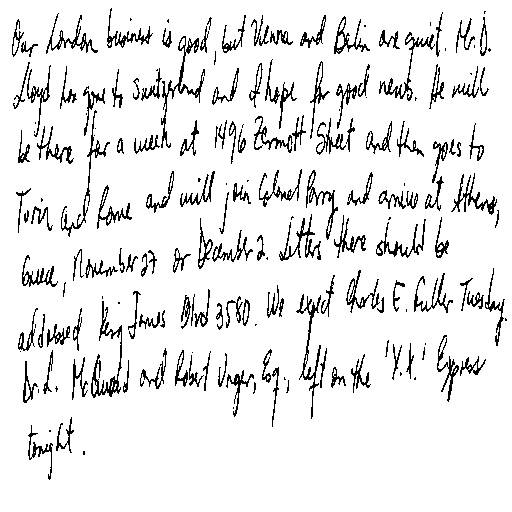 Our London business is good, but Vienna and Berlin are quiet. Mr. D.
Lloyd has gone to Switzerland and I hope for good news. He will
be there for a week at 1496 Zermott Street and then goes to
Turin and Rome and will join Colonel Parry and arrive at Athens,
Greece, November 27 or December 2. Letters there should be
addressed King James Blvd 3580. We expect Charles E. Fuller Tuesday.
Dr. L. McQuaid and Robert Unger, Esq., left on the 'Y.X.' Express
tonight.